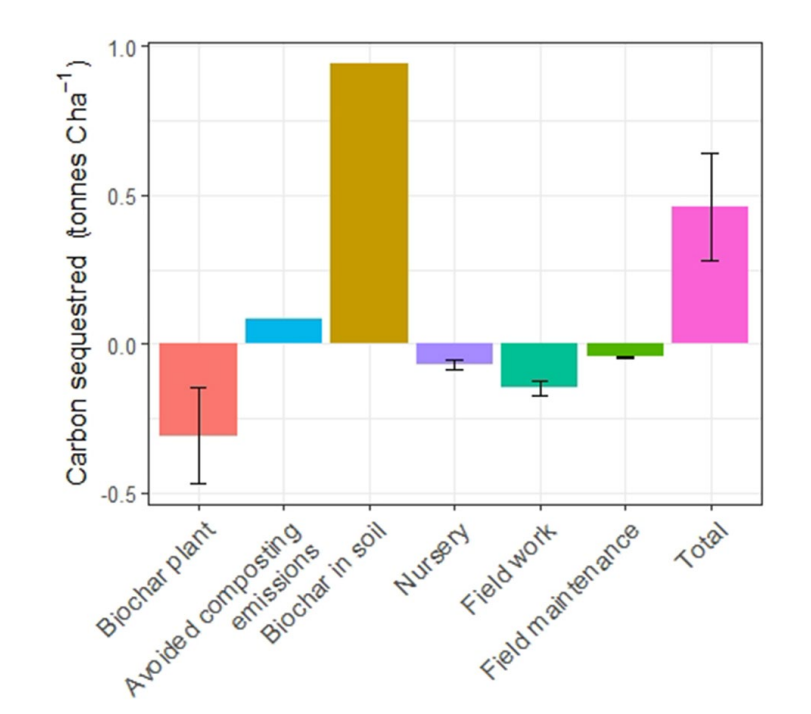 Carbon sequestred (tonnes Cha⁻¹)
1.0
0.5
0.0
-0.5
Biochar plant
Avoided composting
emissions
Biochar in soil
Nursery
Field work
Field maintenance
Total